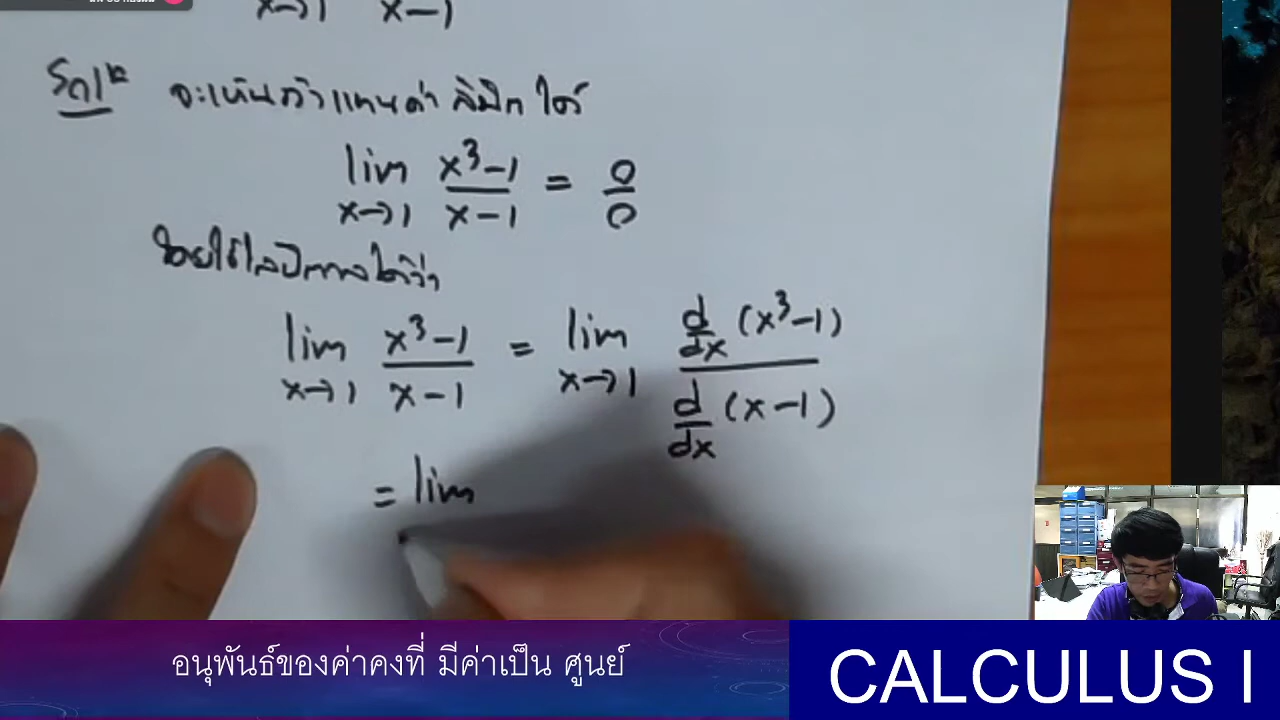 x→1 x-1
วิธีทำ จะเห็นว่าแทนค่า ลิมิต ได้
lim x³-1 / x-1 = 0/0
x→1
โดยใช้โลปิตาลได้ว่า
lim x³-1 / x-1 = lim d/dx (x³-1) / d/dx (x-1)
x→1 x→1
= lim
อนุพันธ์ของค่าคงที่ มีค่าเป็น ศูนย์
CALCULUS I